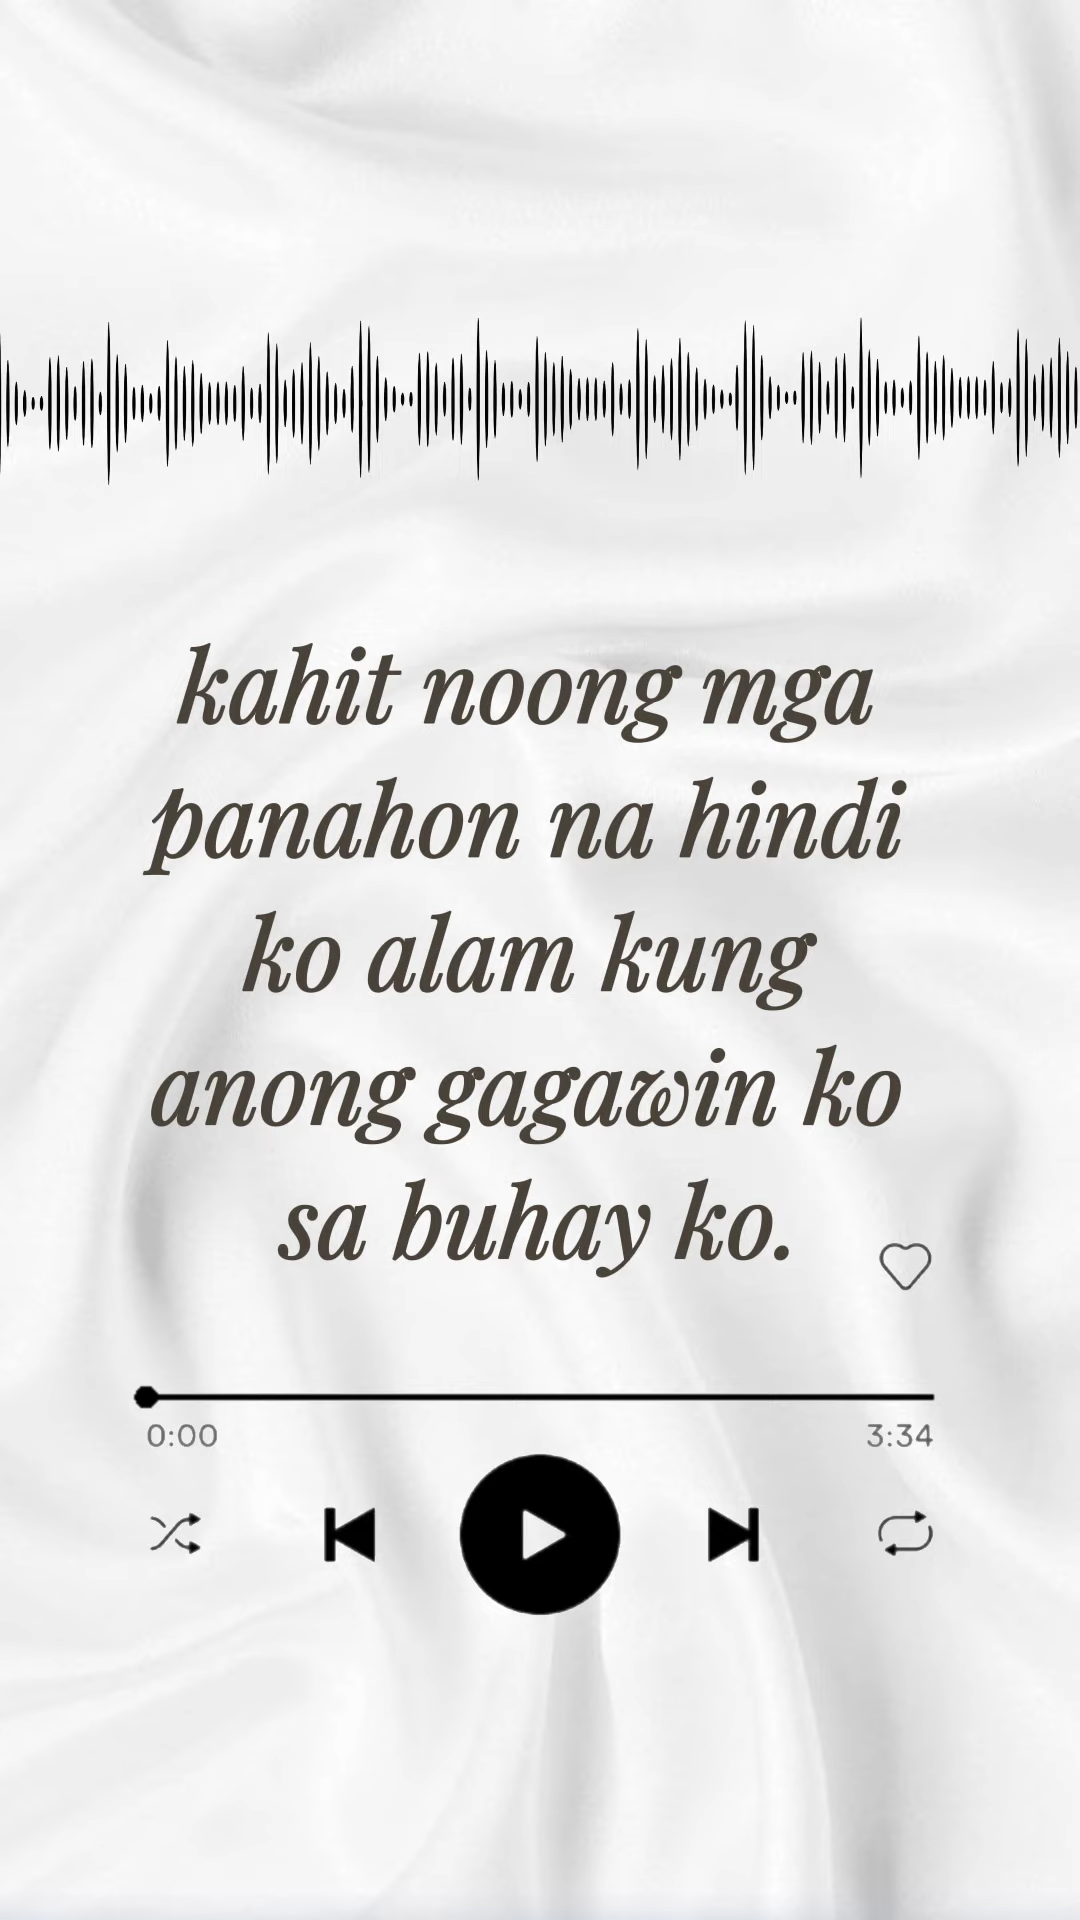 kahit noong mga
panahon na hindi
ko alam kung
anong gagawin ko
sa buhay ko.
0:00
3:34